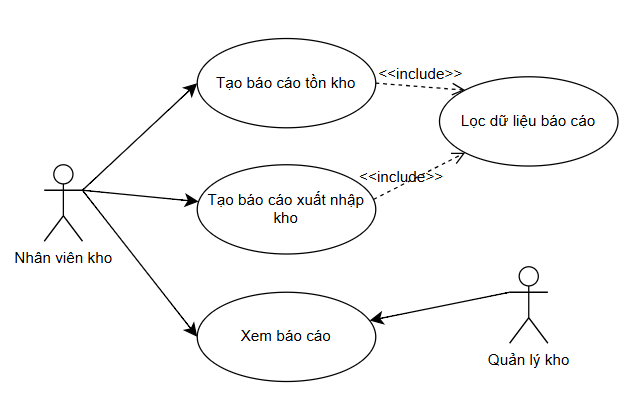 <<include>>
Tạo báo cáo tồn kho
Lọc dữ liệu báo cáo
<<include>>
Tạo báo cáo xuất nhập
kho
Nhân viên kho
Xem báo cáo
Quản lý kho